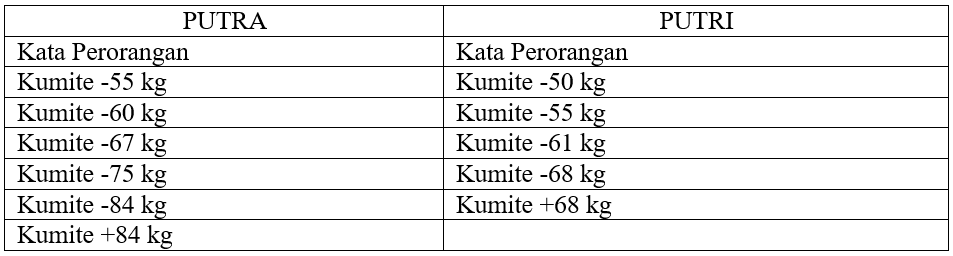 PUTRA PUTRI
Kata Perorangan Kata Perorangan
Kumite -55 kg Kumite -50 kg
Kumite -60 kg Kumite -55 kg
Kumite -67 kg Kumite -61 kg
Kumite -75 kg Kumite -68 kg
Kumite -84 kg Kumite +68 kg
Kumite +84 kg